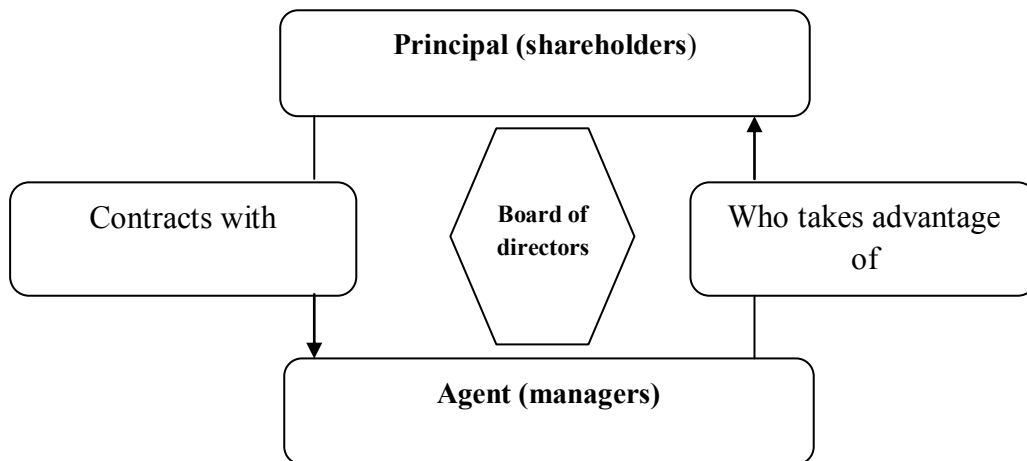 Principal (shareholders)
Contracts with
Board of
directors
Who takes advantage
of
Agent (managers)